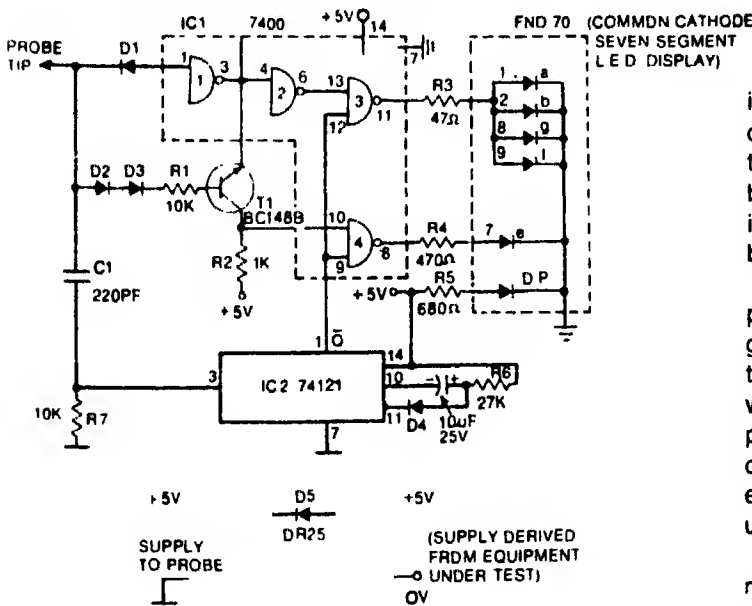 IC1
7400
+5V
14
7
FND 70
(COMMDN CATHODE
SEVEN SEGMENT
L E D DISPLAY)
PROBE
TIP
D1
1
1
3
4
2
6
13
12
3
11
R3
47Ω
1
a
2
b
8
g
9
f
D2
D3
R1
10K
T1
BC148B
10
9
4
8
R4
470Ω
7
e
R2
1K
+5V
C1
220PF
+5V
R5
680Ω
D P
1
Q̄
3
IC2 74121
14
10
11
7
-
+
R6
27K
D4
10uF
25V
10K
R7
+5V
D5
DR25
+5V
SUPPLY
TO PROBE
(SUPPLY DERIVED
FRDM EQUIPMENT
UNDER TEST)
OV